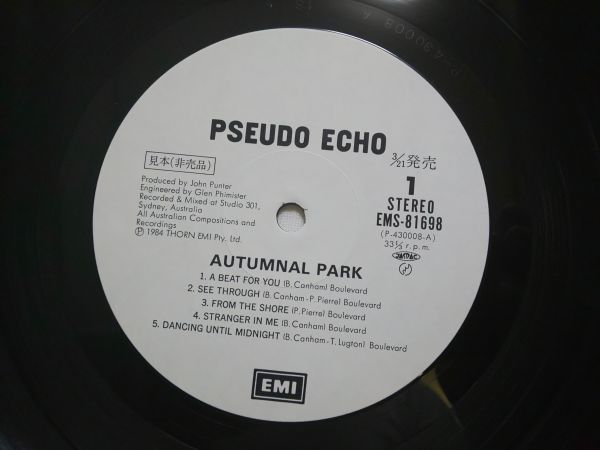 P-430008 A
PSEUDO ECHO
見本(非売品)
3/21発売
Produced by John Punter
Engineered by Glen Phimister
Recorded & Mixed at Studio 301,
Sydney, Australia
All Australian Compositions and
Recordings
Ⓟ 1984 THORN EMI Pty. Ltd.
1
STEREO
EMS-81698
(P-430008-A)
33⅓ r.p.m.
AUTUMNAL PARK
1. A BEAT FOR YOU (B. Canham) Boulevard
2. SEE THROUGH (B. Canham-P. Pierre) Boulevard
3. FROM THE SHORE (P. Pierre) Boulevard
4. STRANGER IN ME (B. Canham) Boulevard
5. DANCING UNTIL MIDNIGHT (B. Canham-T. Lugton) Boulevard
EMI